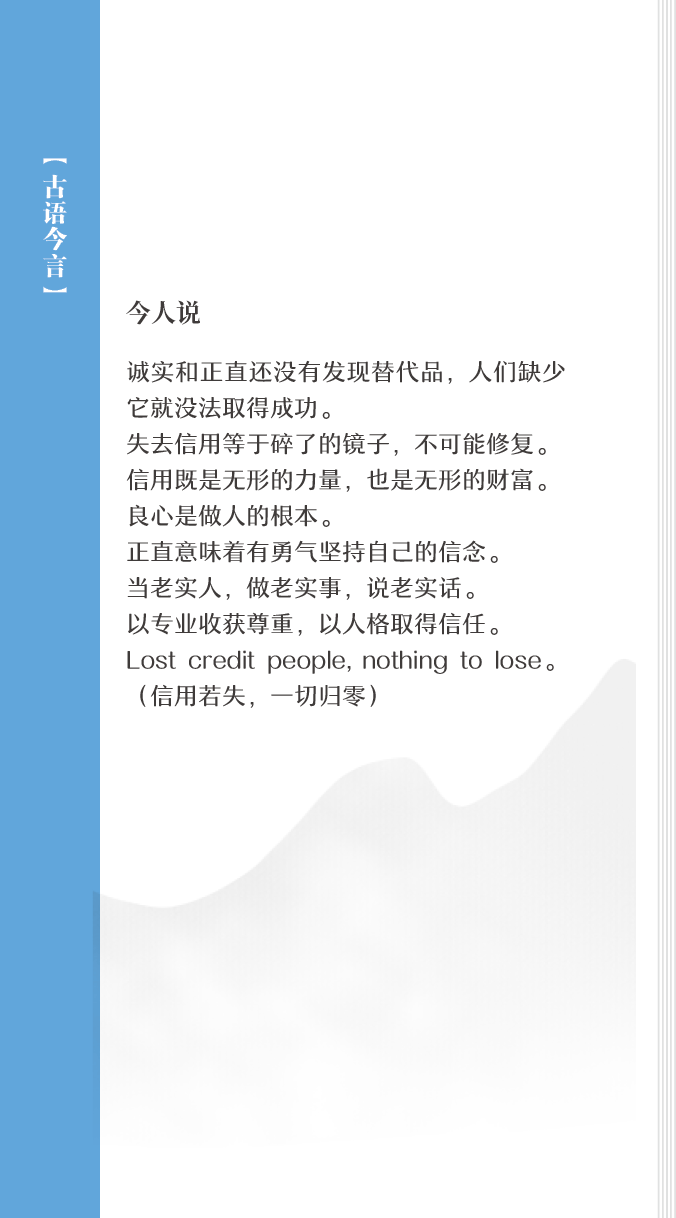 【古语今言】
今人说
诚实和正直还没有发现替代品，人们缺少
它就没法取得成功。
失去信用等于碎了的镜子，不可能修复。
信用既是无形的力量，也是无形的财富。
良心是做人的根本。
正直意味着有勇气坚持自己的信念。
当老实人，做老实事，说老实话。
以专业收获尊重，以人格取得信任。
Lost credit people, nothing to lose。
（信用若失，一切归零）